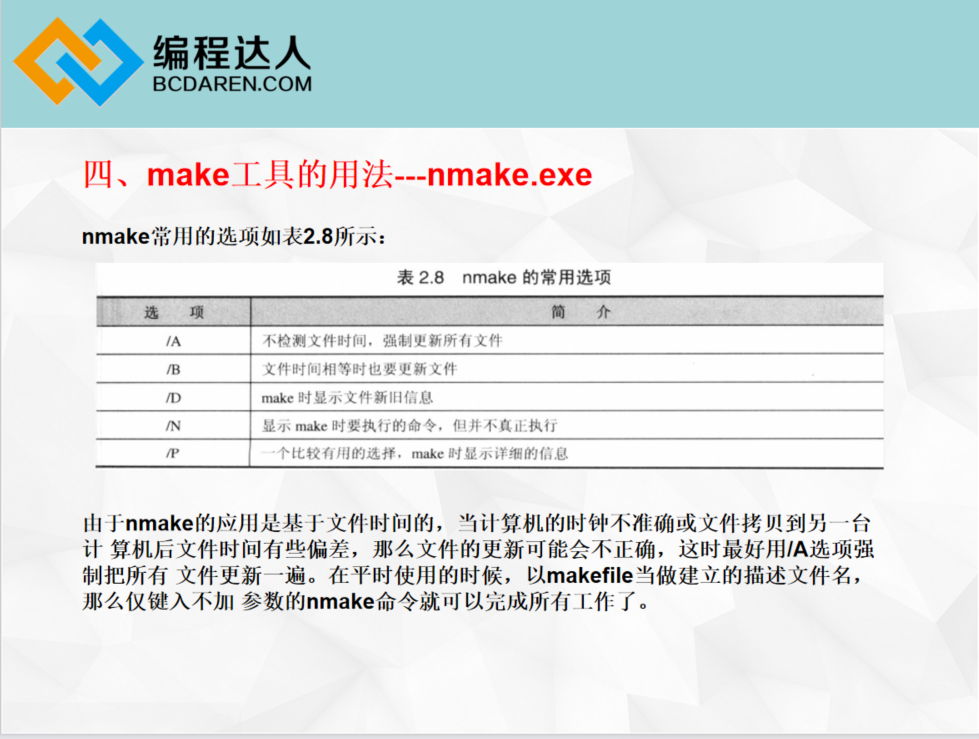 编程达人
BCDAREN.COM
四、make工具的用法---nmake.exe
nmake常用的选项如表2.8所示：
表 2.8 nmake 的常用选项
选 项 简 介
/A 不检测文件时间，强制更新所有文件
/B 文件时间相等时也要更新文件
/D make 时显示文件新旧信息
/N 显示 make 时要执行的命令，但并不真正执行
/P 一个比较有用的选择，make 时显示详细的信息
由于nmake的应用是基于文件时间的，当计算机的时钟不准确或文件拷贝到另一台
计 算机后文件时间有些偏差，那么文件的更新可能会不正确，这时最好用/A选项强
制把所有 文件更新一遍。在平时使用的时候，以makefile当做建立的描述文件名，
那么仅键入不加 参数的nmake命令就可以完成所有工作了。